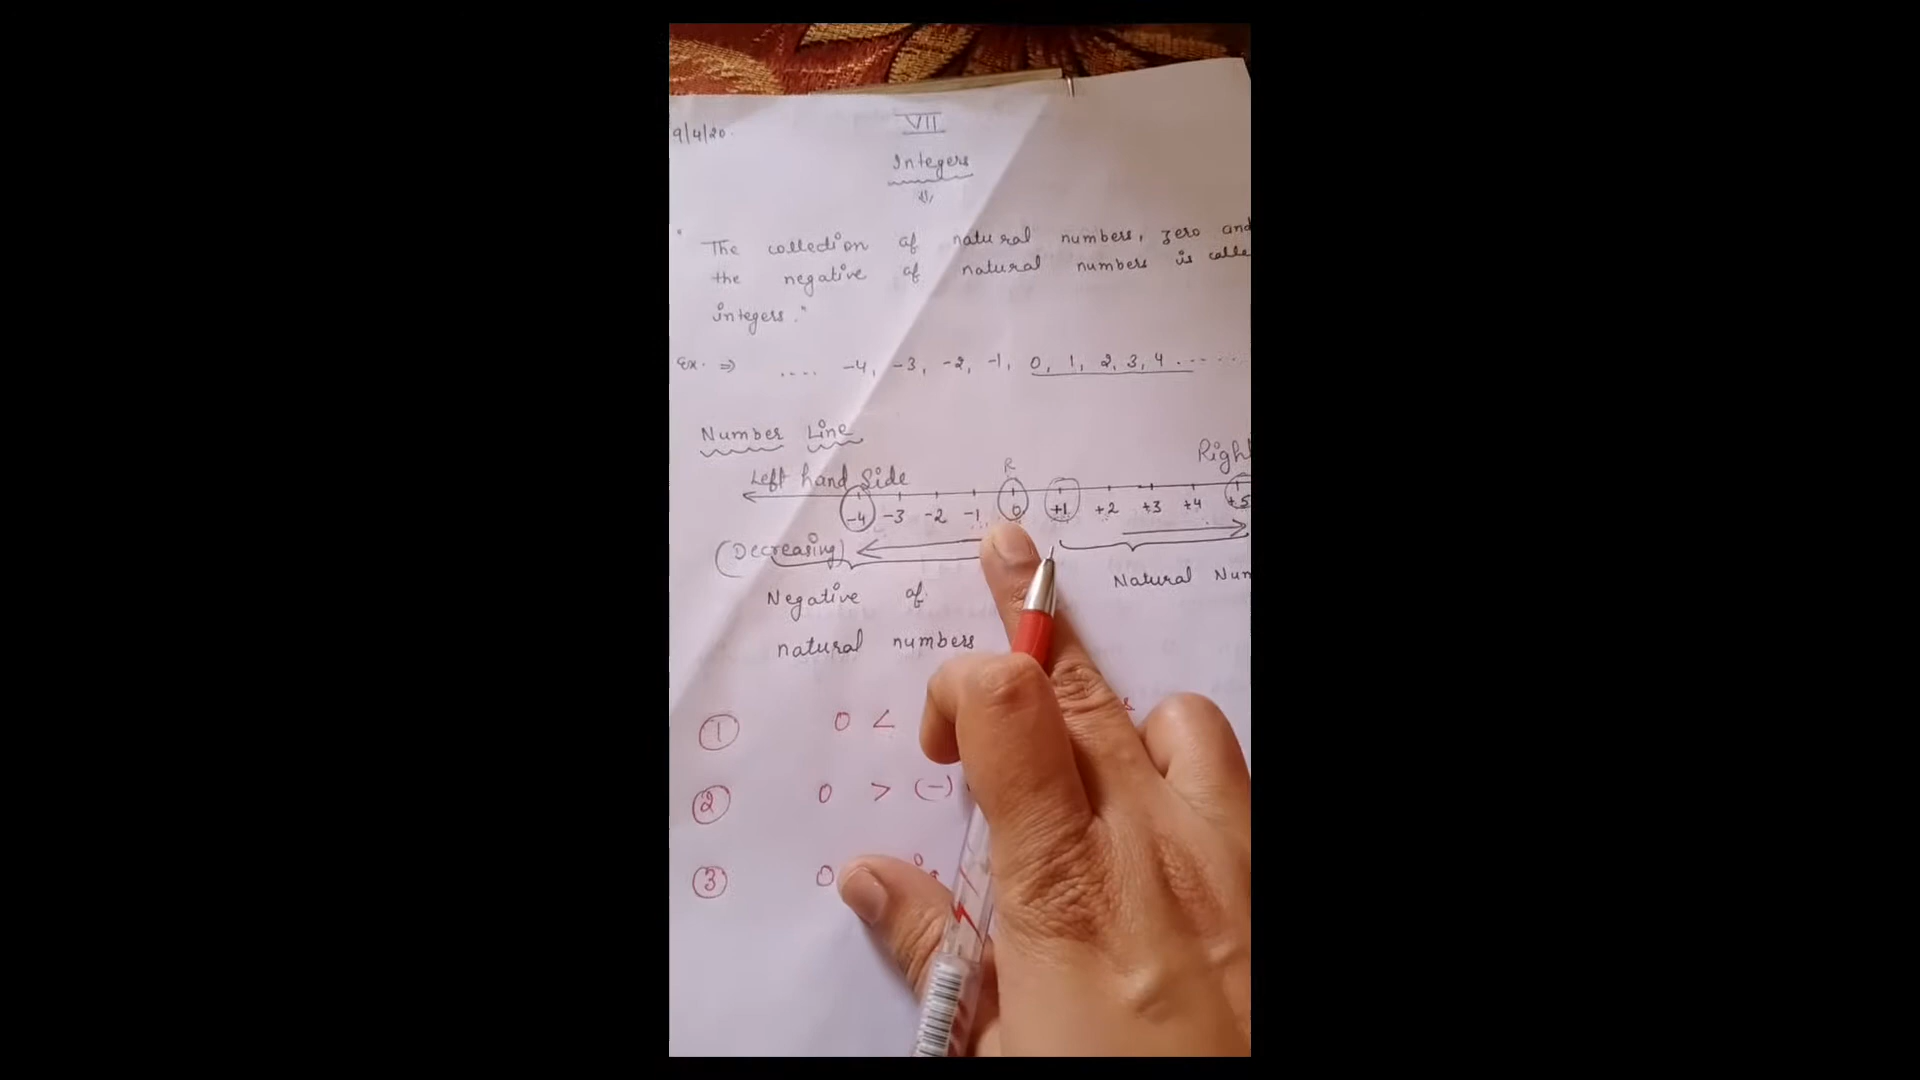 9/4/20.
VII
Integers
"The collection of natural numbers, zero and
the negative of natural numbers is calle
integers."
Ex. ⇒ .... -4, -3, -2, -1, 0, 1, 2, 3, 4 .......
Number Line
Left hand Side Right
R
-4 -3 -2 -1 0 +1 +2 +3 +4 +5
(Decreasing)
Negative of Natural Num
natural numbers
1 0 <
2 0 > (-)
3 0